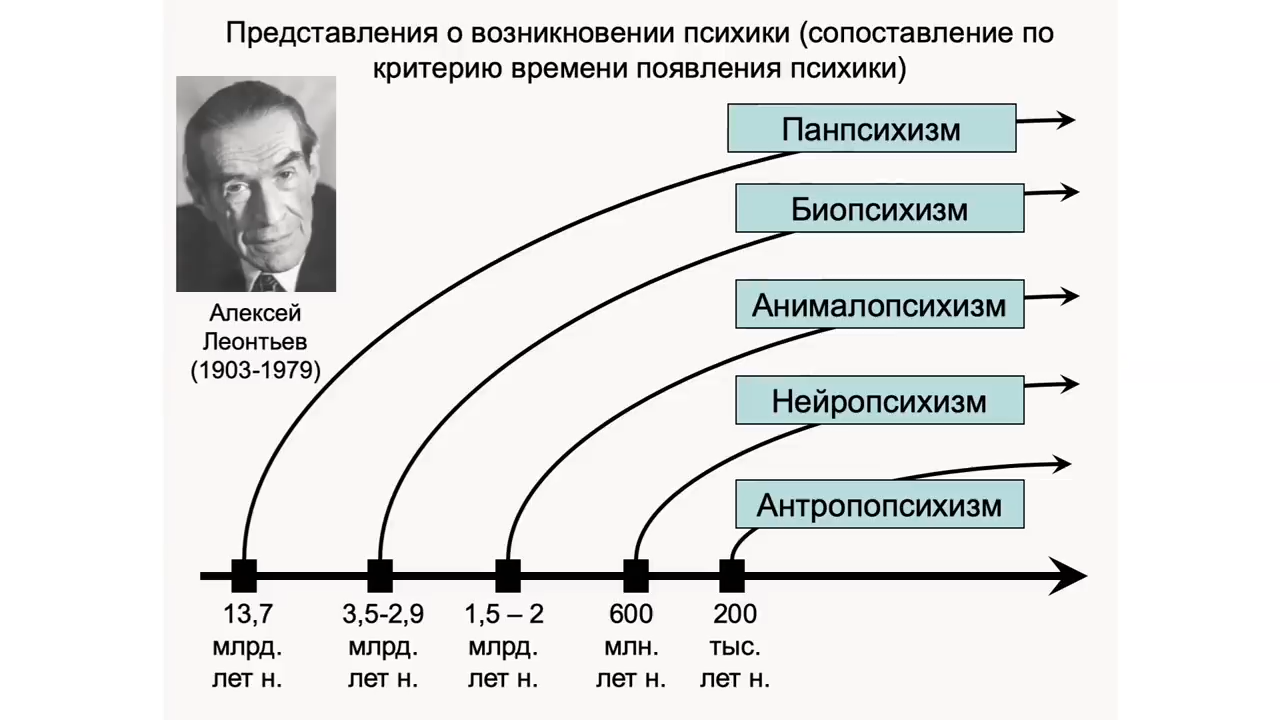 Представления о возникновении психики (сопоставление по
критерию времени появления психики)
Панпсихизм
Биопсихизм
Анималопсихизм
Нейропсихизм
Антропопсихизм
Алексей
Леонтьев
(1903-1979)
13,7
млрд.
лет н.
3,5-2,9
млрд.
лет н.
1,5 – 2
млрд.
лет н.
600
млн.
лет н.
200
тыс.
лет н.